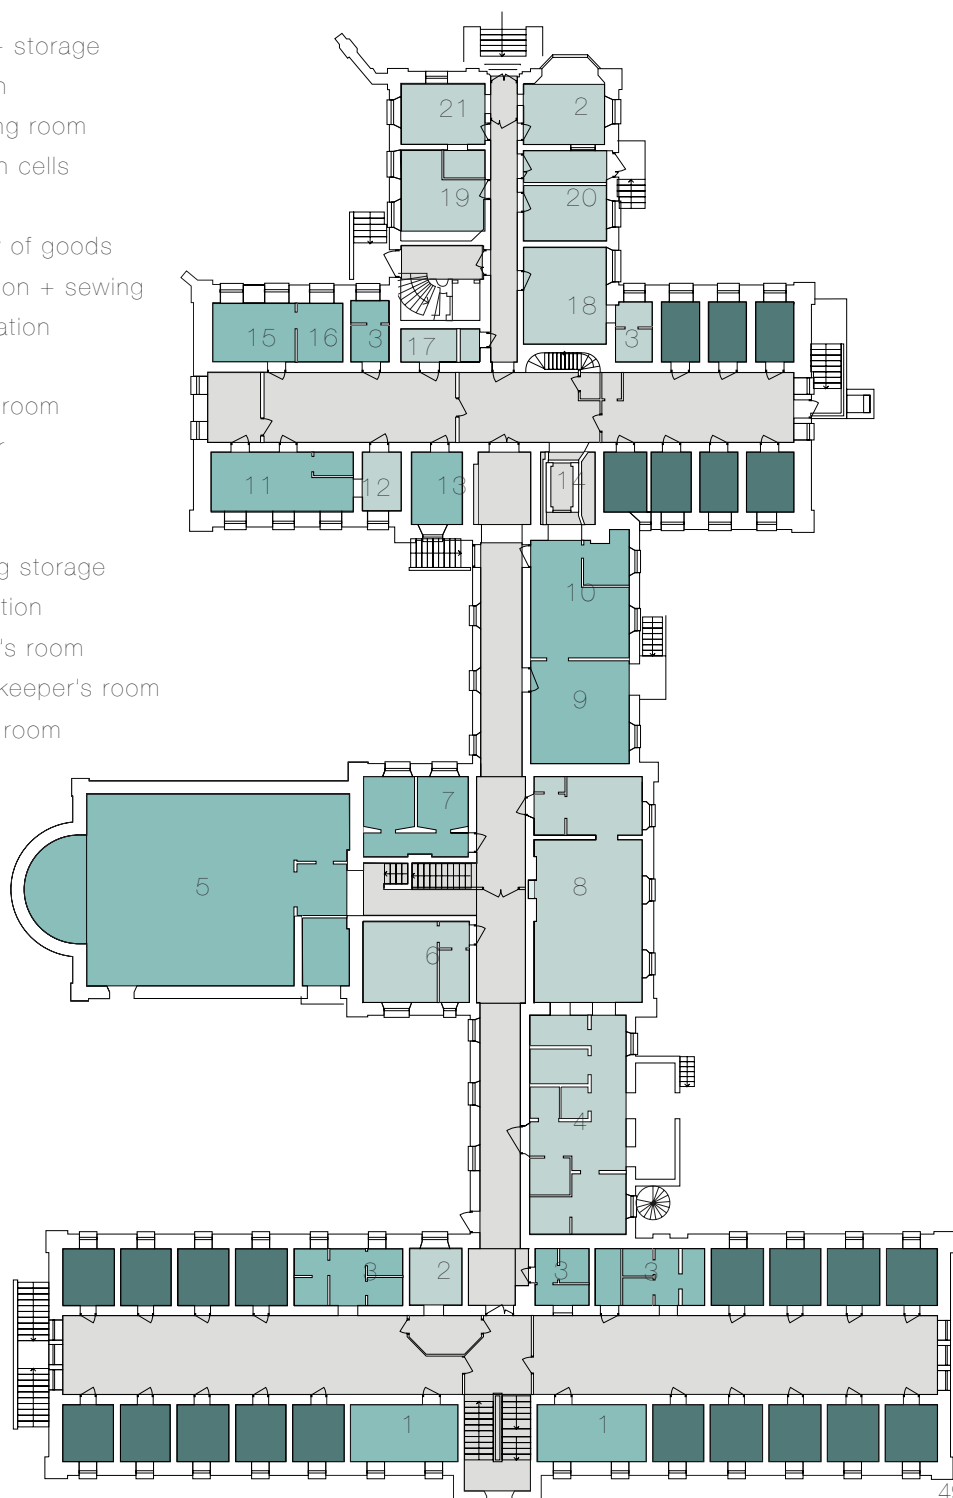 + storage
ng room
n cells
of goods
on + sewing
ation
room
g storage
tion
's room
keeper's room
room
21
2
19
20
18
15
16
3
17
3
11
12
13
14
10
9
7
5
8
6
4
3
2
3
3
1
1